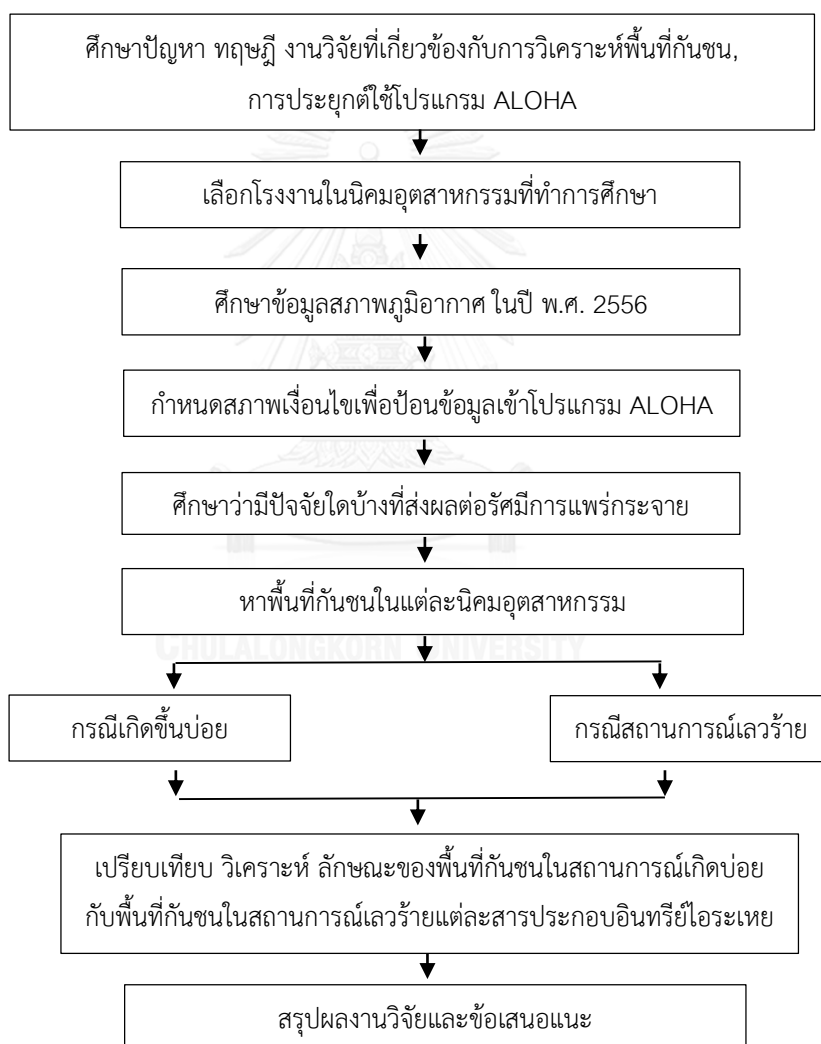 ศึกษาปัญหา ทฤษฎี งานวิจัยที่เกี่ยวข้องกับการวิเคราะห์พื้นที่กันชน,
การประยุกต์ใช้โปรแกรม ALOHA
เลือกโรงงานในนิคมอุตสาหกรรมที่ทำการศึกษา
ศึกษาข้อมูลสภาพภูมิอากาศ ในปี พ.ศ. 2556
กำหนดสภาพเงื่อนไขเพื่อป้อนข้อมูลเข้าโปรแกรม ALOHA
ศึกษาว่ามีปัจจัยใดบ้างที่ส่งผลต่อรัศมีการแพร่กระจาย
หาพื้นที่กันชนในแต่ละนิคมอุตสาหกรรม
CHULALONGKORN UNIVERSITY
กรณีเกิดขึ้นบ่อย
กรณีสถานการณ์เลวร้าย
เปรียบเทียบ วิเคราะห์ ลักษณะของพื้นที่กันชนในสถานการณ์เกิดบ่อย
กับพื้นที่กันชนในสถานการณ์เลวร้ายแต่ละสารประกอบอินทรีย์ไอระเหย
สรุปผลงานวิจัยและข้อเสนอแนะ